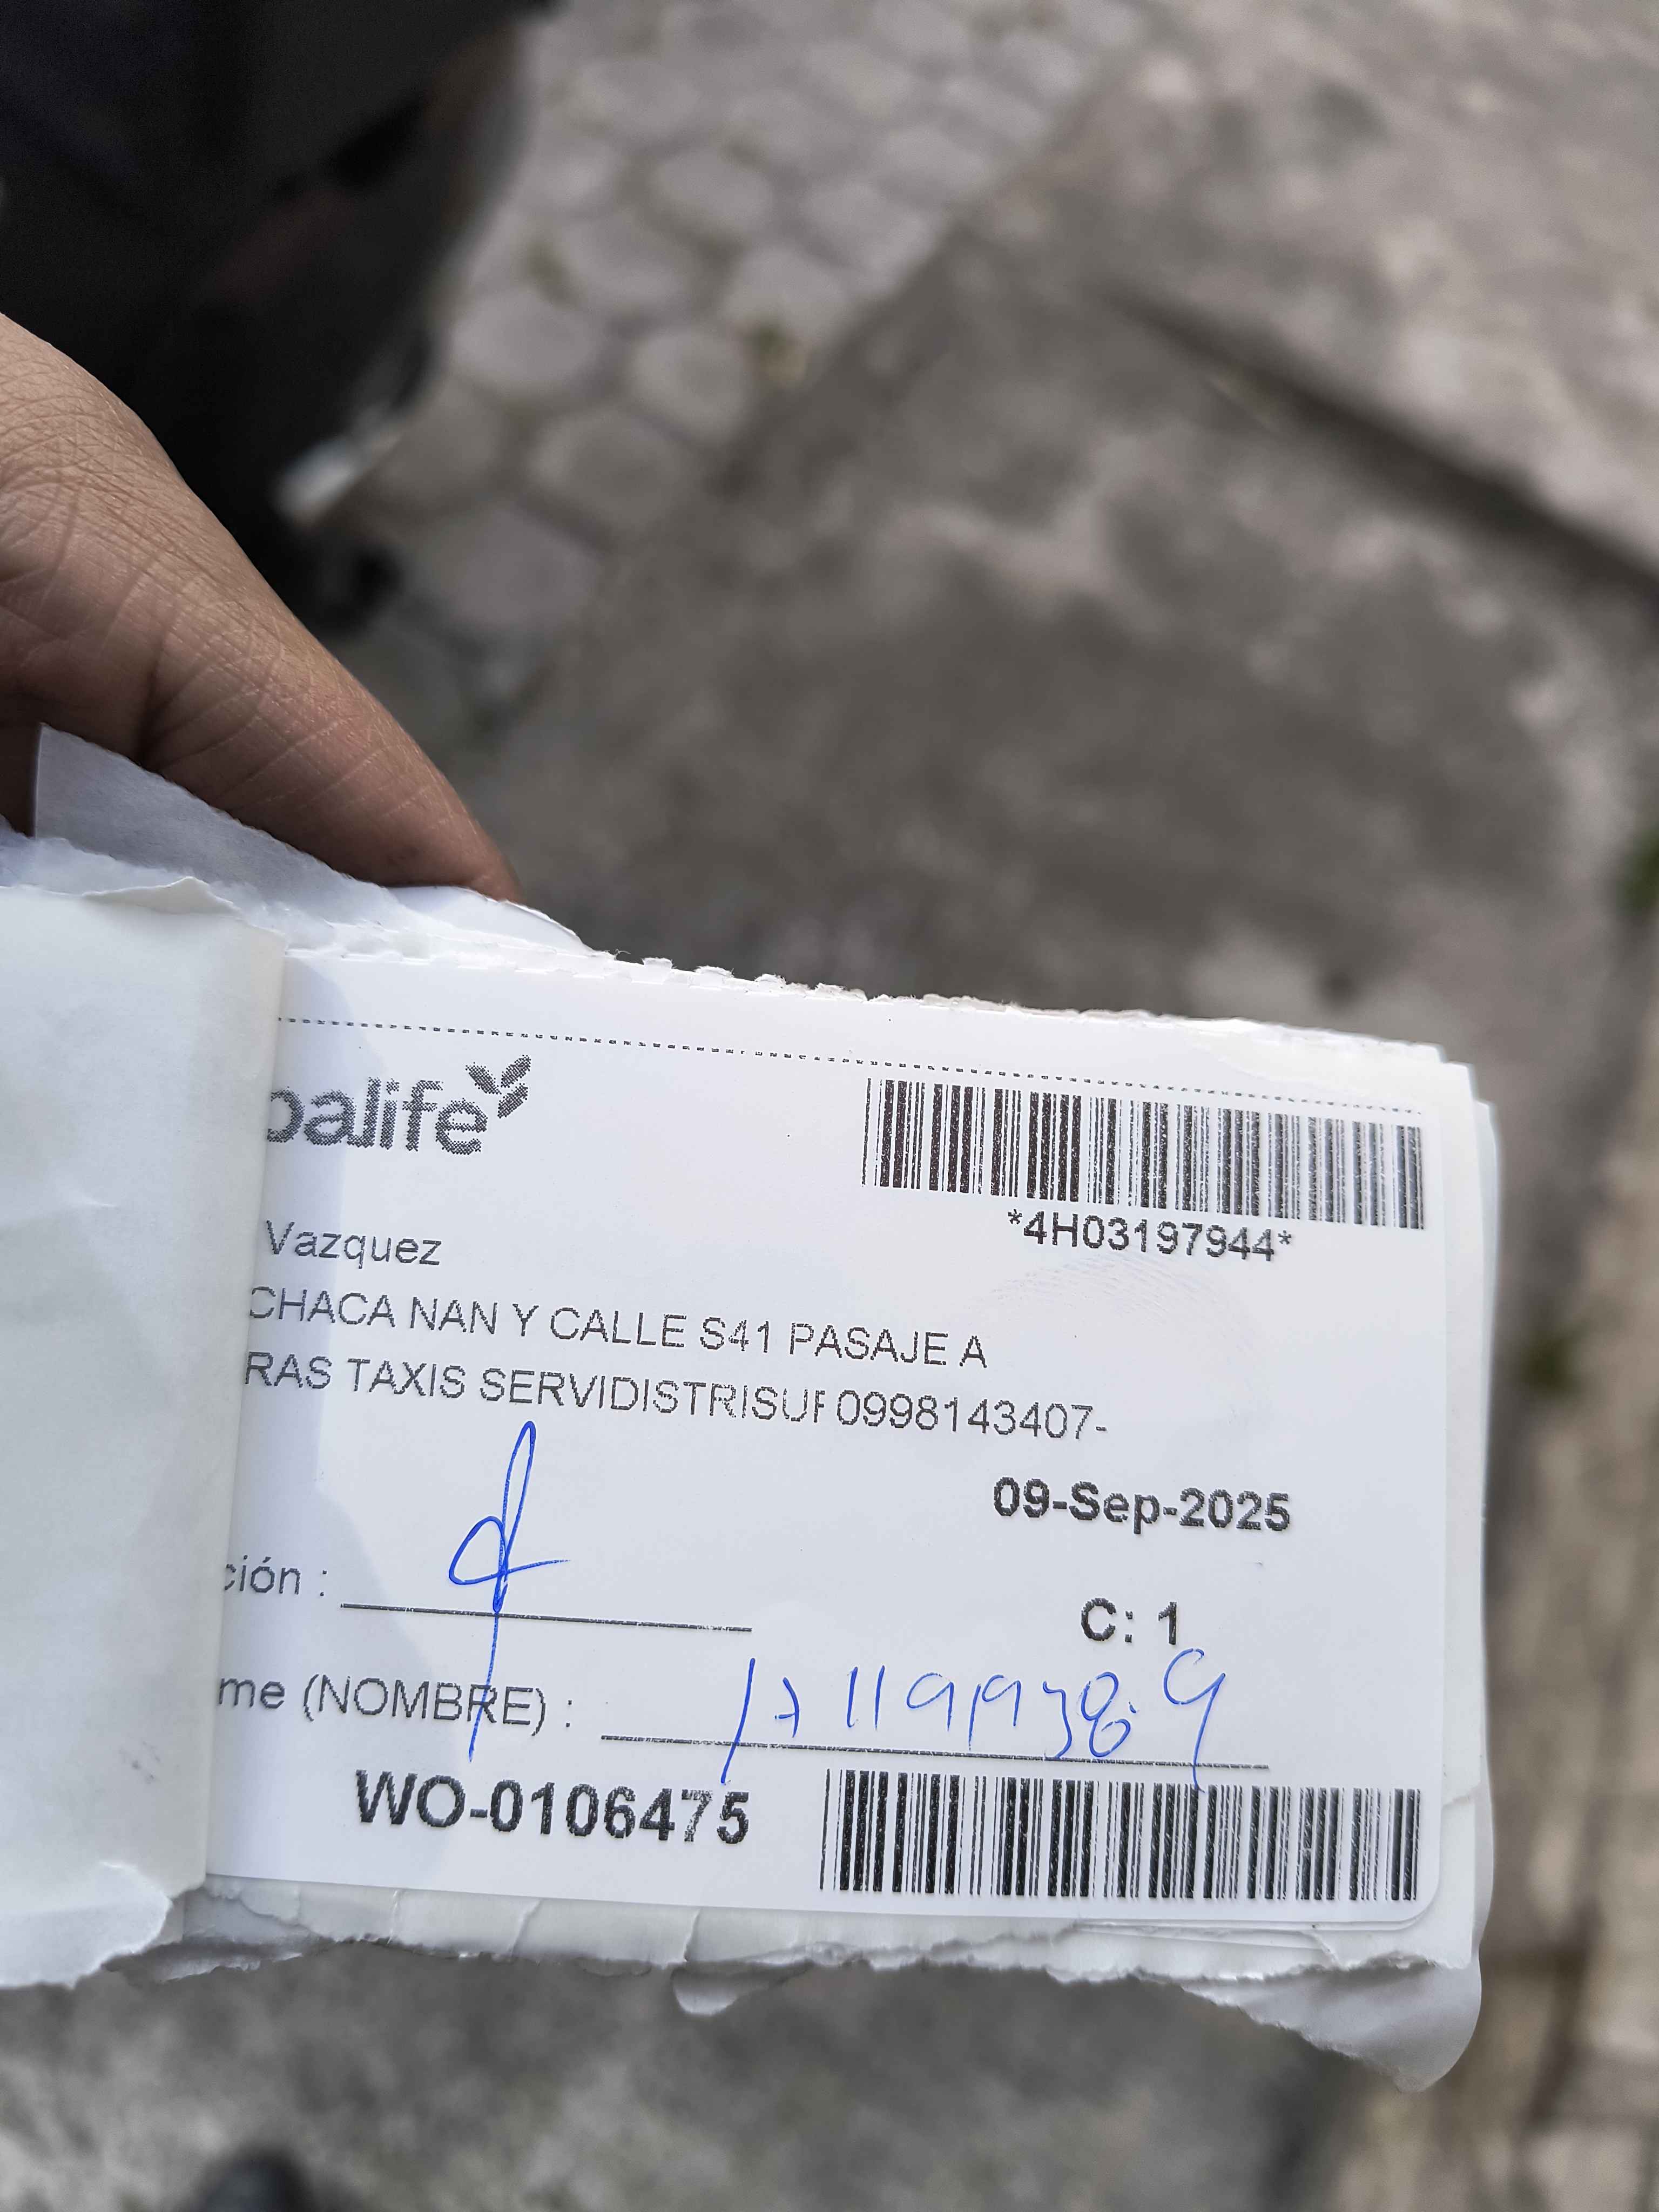 balife
*4H03197944*
Vazquez
CHACA NAN Y CALLE S41 PASAJE A
RAS TAXIS SERVIDISTRISUF 0998143407-
09-Sep-2025
ción :
C: 1
me (NOMBRE) :
WO-0106475